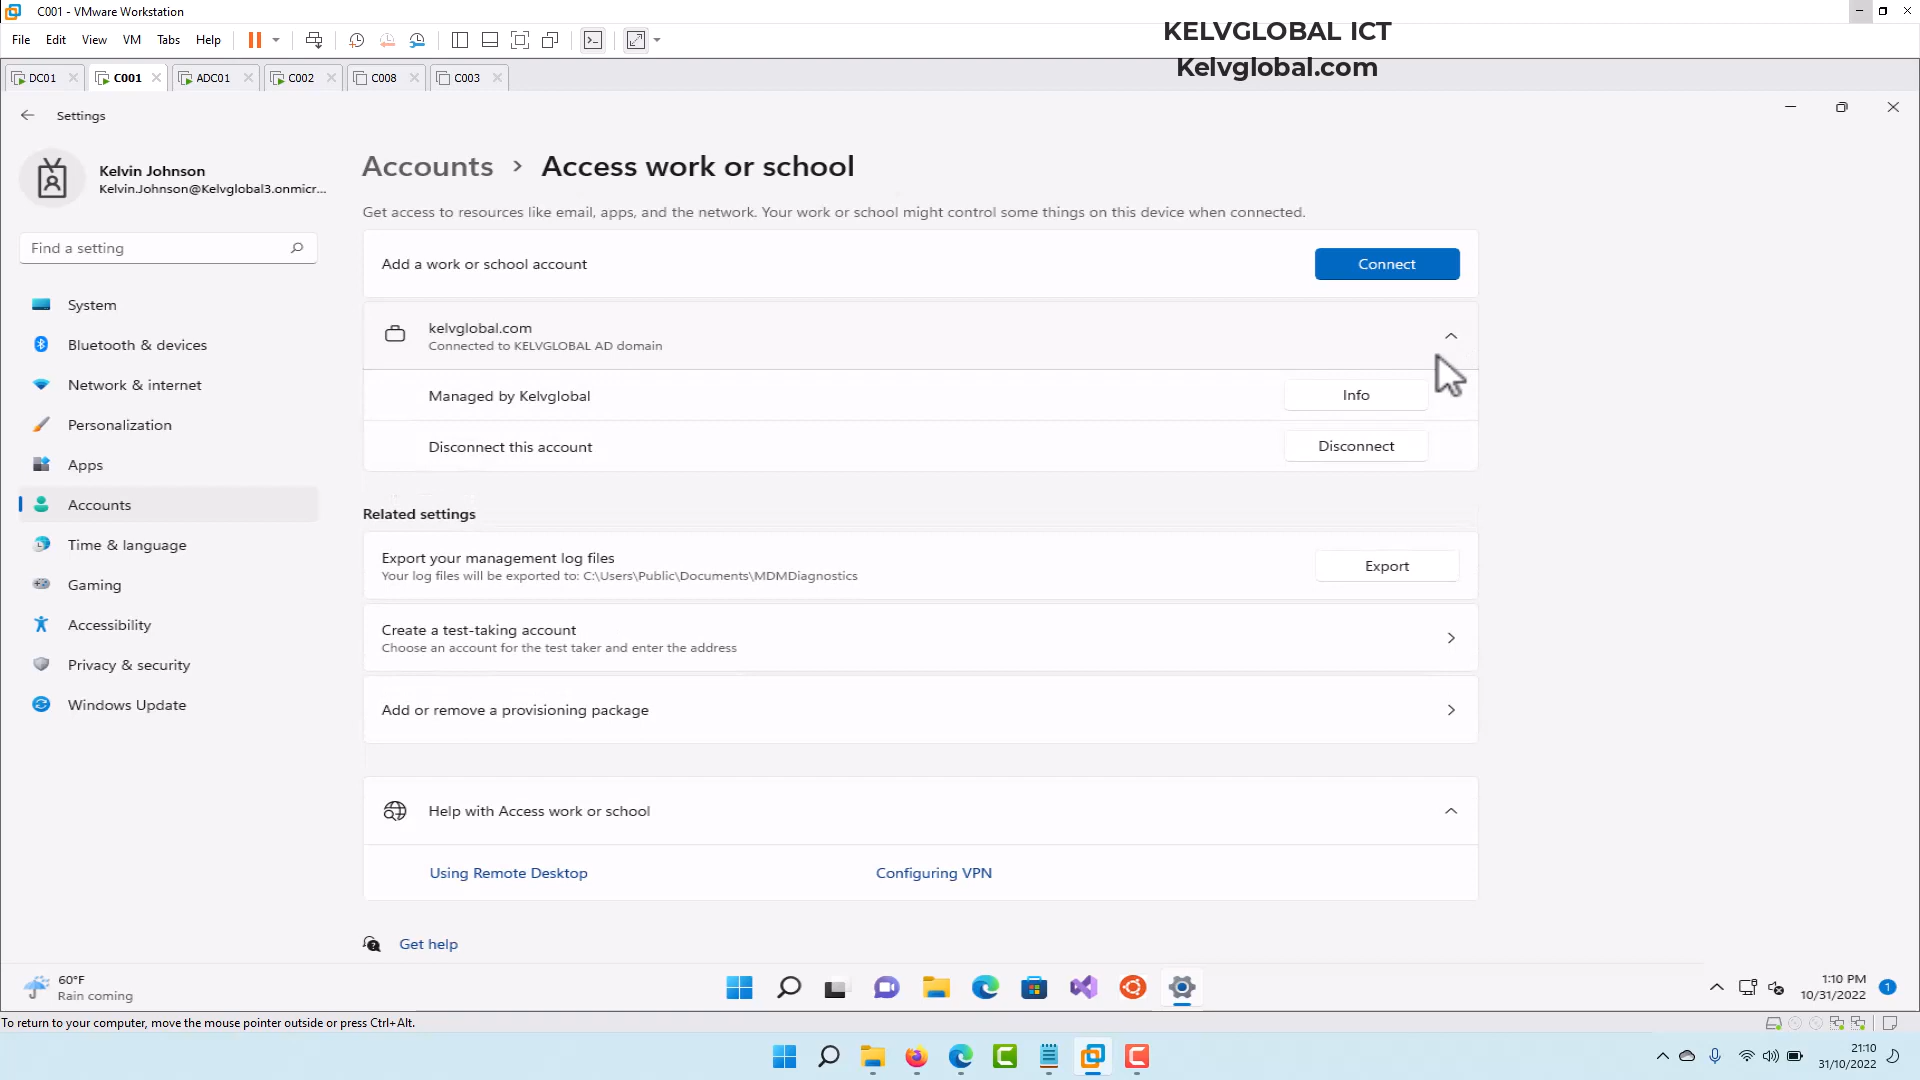 C001 - VMware Workstation
File Edit View VM Tabs Help
KELVGLOBAL ICT
Kelvglobal.com
DC01 C001 ADC01 C002 C008 C003
Settings
Kelvin Johnson
Kelvin.Johnson@Kelvglobal3.onmicr...
Find a setting
System
Bluetooth & devices
Network & internet
Personalization
Apps
Accounts
Time & language
Gaming
Accessibility
Privacy & security
Windows Update
Accounts > Access work or school
Get access to resources like email, apps, and the network. Your work or school might control some things on this device when connected.
Add a work or school account
Connect
kelvglobal.com
Connected to KELVGLOBAL AD domain
Managed by Kelvglobal
Info
Disconnect this account
Disconnect
Related settings
Export your management log files
Your log files will be exported to: C:\Users\Public\Documents\MDMDiagnostics
Export
Create a test-taking account
Choose an account for the test taker and enter the address
Add or remove a provisioning package
Help with Access work or school
Using Remote Desktop
Configuring VPN
Get help
60°F
Rain coming
1:10 PM
10/31/2022
1
To return to your computer, move the mouse pointer outside or press Ctrl+Alt.
21:10
31/10/2022